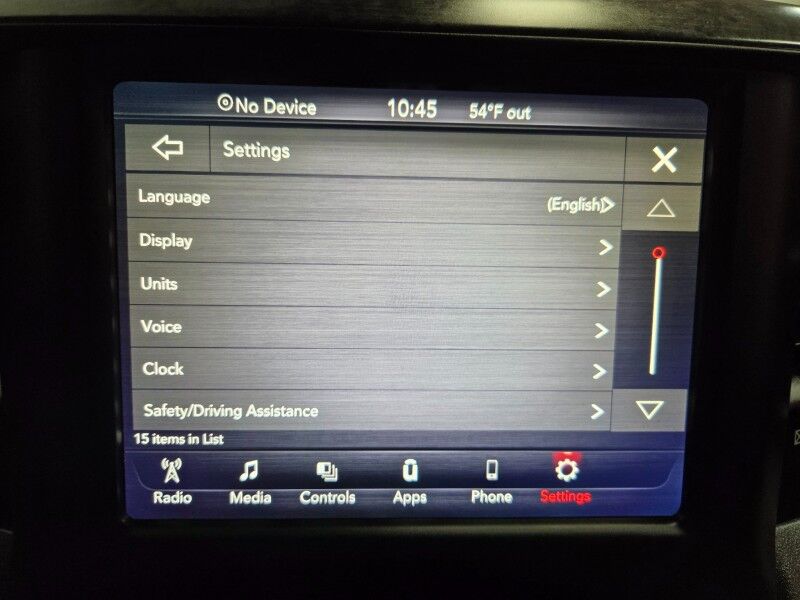 No Device 10:45 54°F out
Settings
Language (English)
Display
Units
Voice
Clock
Safety/Driving Assistance
15 items in List
Radio Media Controls Apps Phone Settings